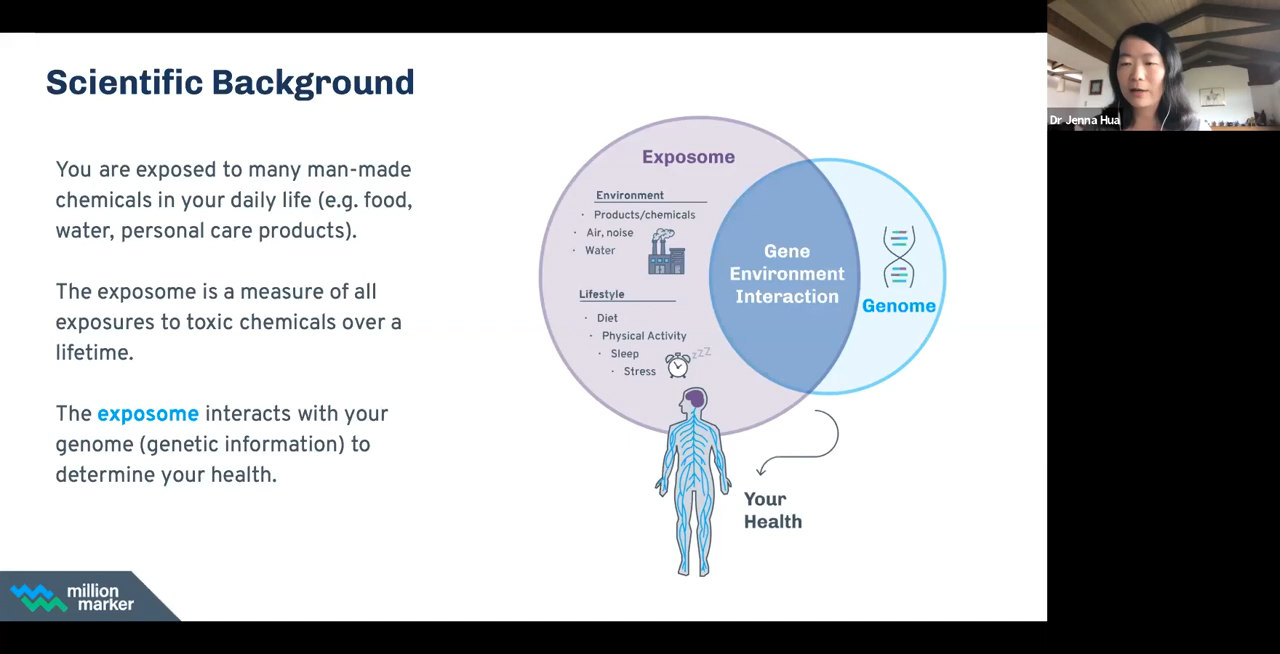 Scientific Background
You are exposed to many man-made
chemicals in your daily life (e.g. food,
water, personal care products).
The exposome is a measure of all
exposures to toxic chemicals over a
lifetime.
The exposome interacts with your
genome (genetic information) to
determine your health.
Exposome
Environment
· Products/chemicals
· Air, noise
· Water
Lifestyle
· Diet
· Physical Activity
· Sleep
· Stress
zZZ
Gene
Environment
Interaction
Genome
Your
Health
million
marker
Dr Jenna Hua